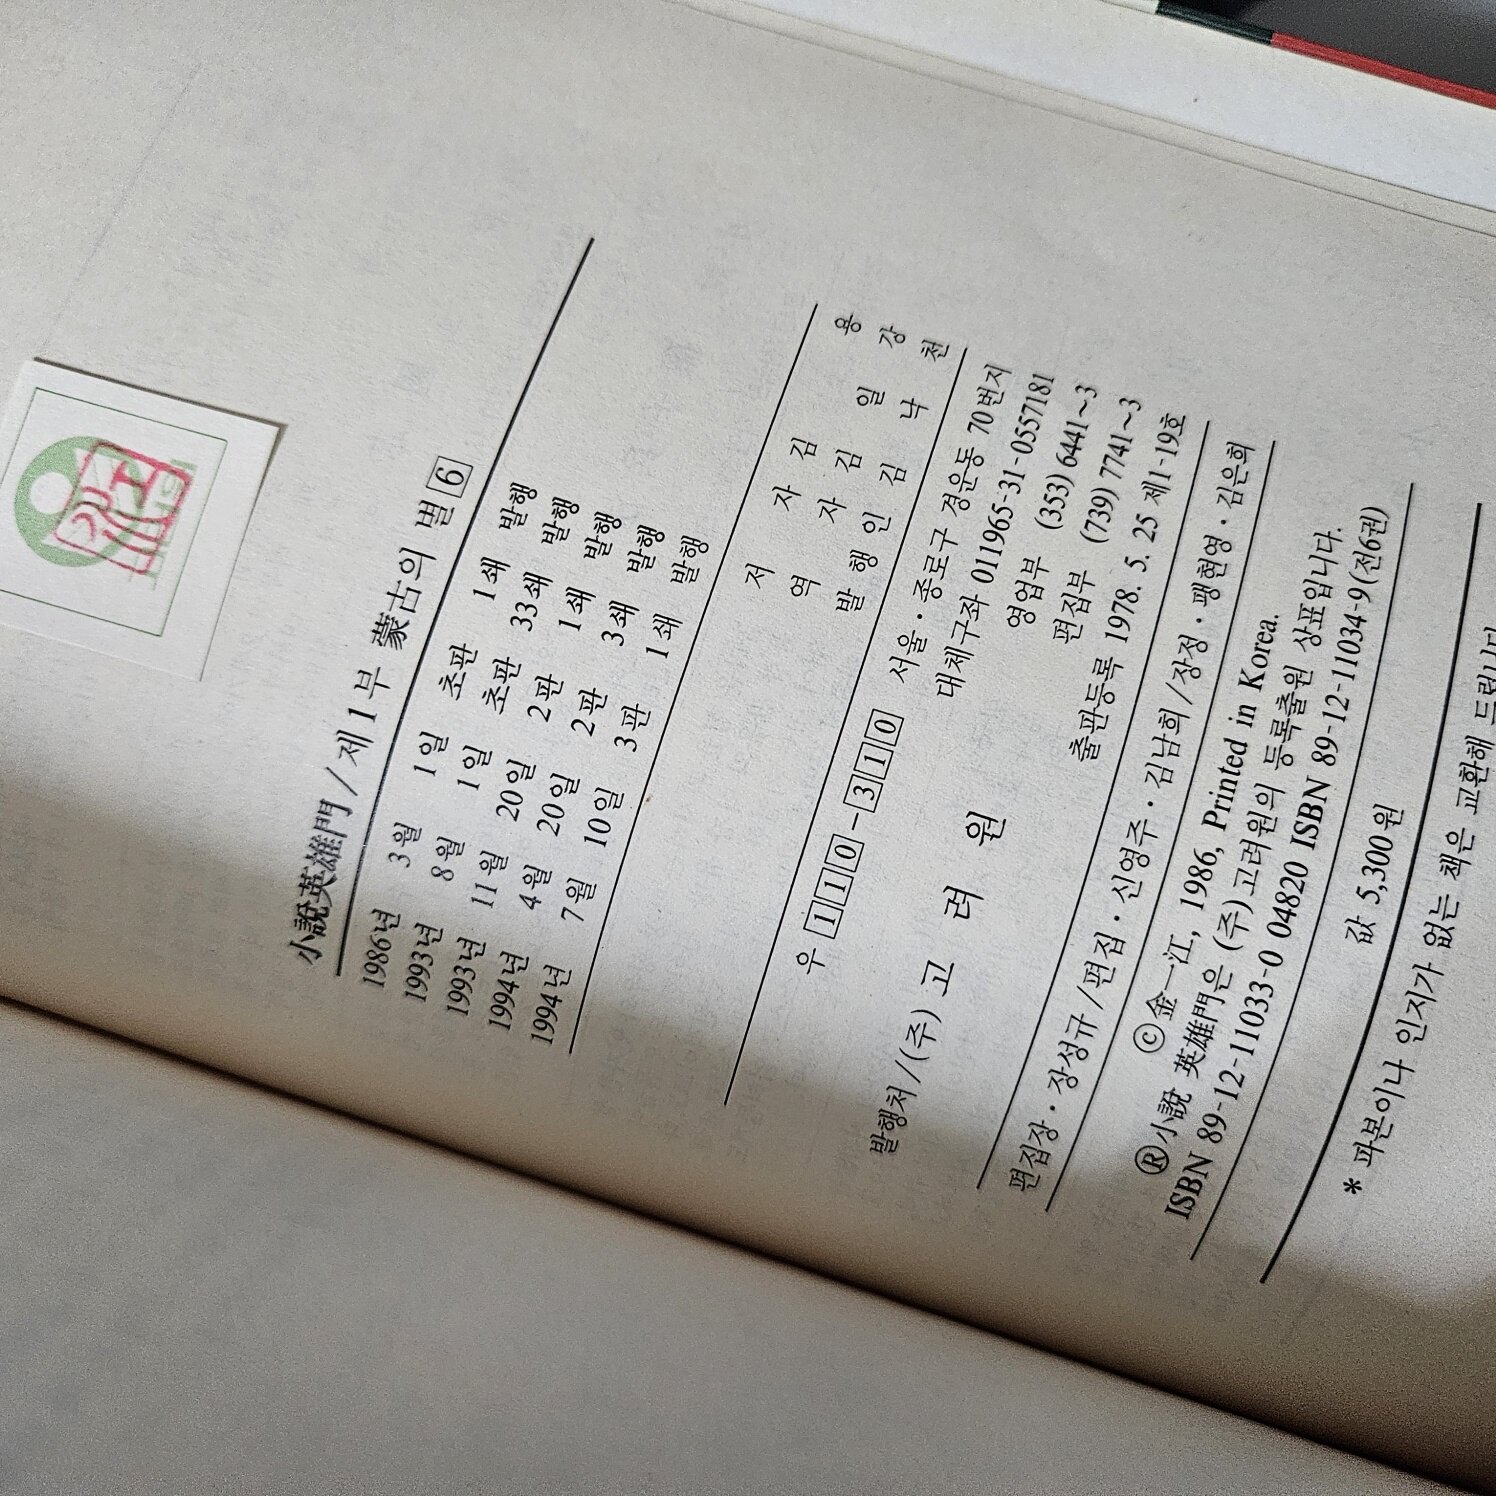 小說英雄門/제1부 蒙古의 별 6
1986년 3월 1일 초판 1쇄 발행
1993년 8월 1일 초판 33쇄 발행
1993년 11월 20일 2판 1쇄 발행
1994년 4월 20일 2판 3쇄 발행
1994년 7월 10일 3판 1쇄 발행
저 자 김 용
역 자 김 일 강
발 행 인 김 낙 천
우 110-310 서울·종로구 경운동 70번지
대체구좌 011965-31-0557181
영업부 (353) 6441~3
편집부 (739) 7741~3
발행처/(주) 고 려 원
출판등록 1978. 5. 25 제1-19호
편집장·장성규/편집·신영주·김남희/장정·팽현영·김은희
ⓒ金一江, 1986, Printed in Korea.
Ⓡ小說 英雄門은 (주)고려원의 등록출원 상표입니다.
ISBN 89-12-11033-0 04820 ISBN 89-12-11034-9(전6권)
값 5,300원
* 파본이나 인지가 없는 책은 교환해 드립니다